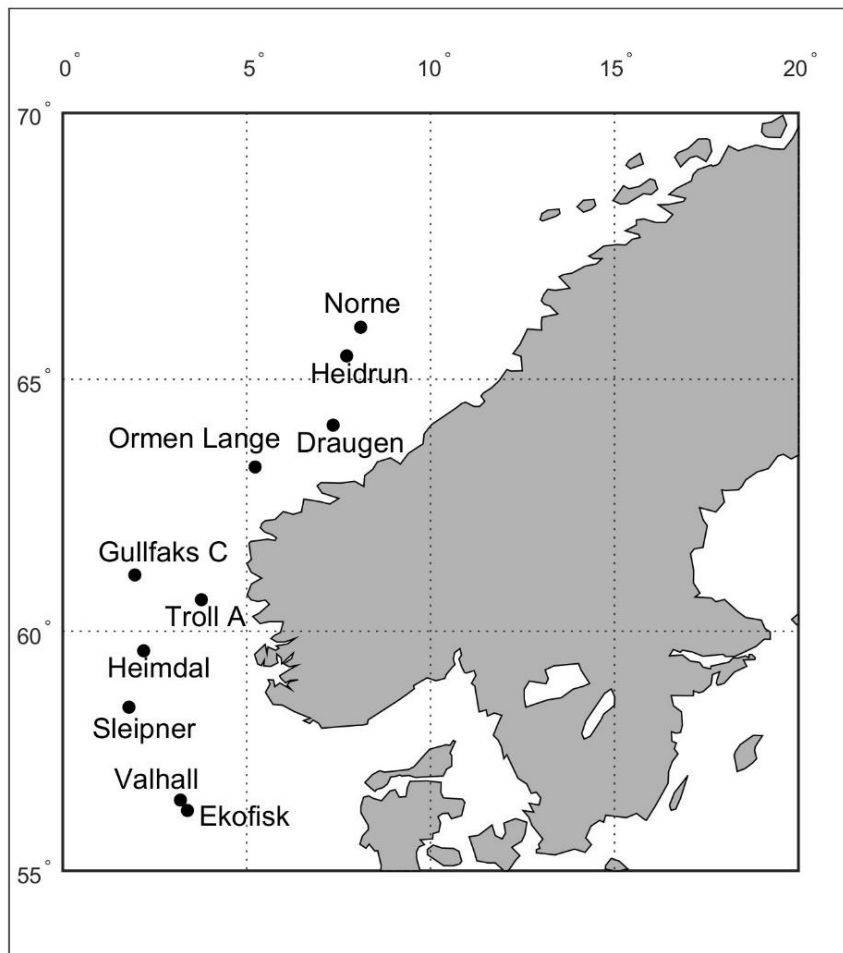 0° 5° 10° 15° 20°
70°
Norne
Heidrun
65°
Ormen Lange
Draugen
Gullfaks C
Troll A
60°
Heimdal
Sleipner
Valhall
Ekofisk
55°